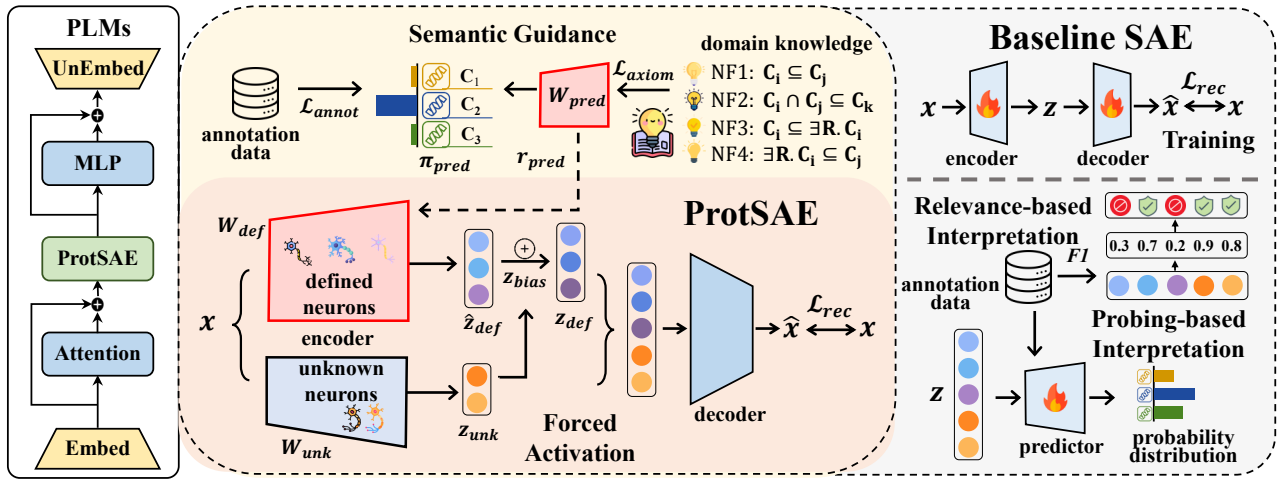 PLMs
UnEmbed
MLP
ProtSAE
Attention
Embed
Semantic Guidance
annotation
data
ℒ_annot
C₁
C₂
C₃
π_pred
W_pred
r_pred
ℒ_axiom
domain knowledge
NF1: C_i ⊆ C_j
NF2: C_i ∩ C_j ⊆ C_k
NF3: C_i ⊆ ∃R. C_i
NF4: ∃R. C_i ⊆ C_j
ProtSAE
W_def
defined
neurons
encoder
x
unknown
neurons
W_unk
ẑ_def
z_bias
z_def
z_unk
Forced
Activation
decoder
x̂
ℒ_rec
x
Baseline SAE
x
encoder
z
decoder
x̂
ℒ_rec
x
Training
Relevance-based
Interpretation
annotation
data
F1
0.3 0.7 0.2 0.9 0.8
Probing-based
Interpretation
z
predictor
probability
distribution